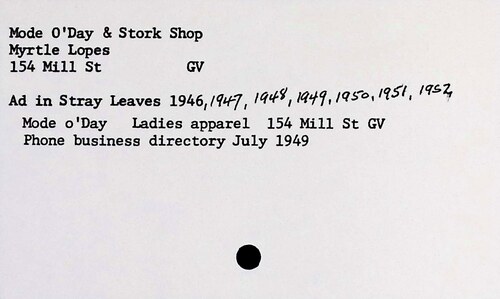 Mode O'Day & Stork Shop
Myrtle Lopes
154 Mill St GV
Ad in Stray Leaves 1946, 1947, 1948, 1949, 1950, 1951, 1952
Mode o'Day Ladies apparel 154 Mill St GV
Phone business directory July 1949